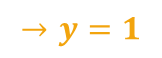 → y = 1